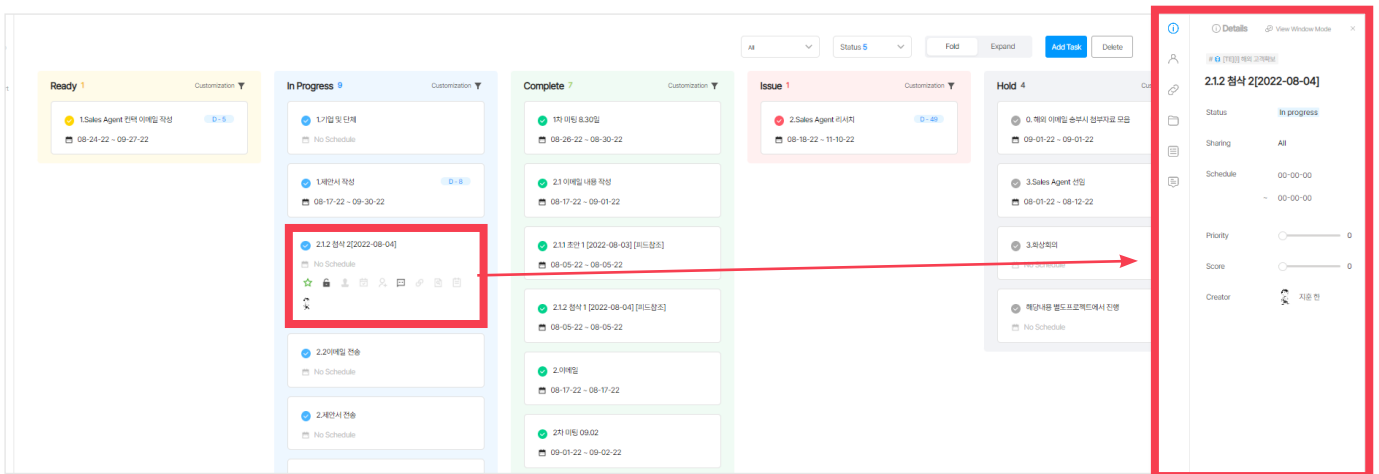 All
Status 5
Fold
Expand
Add Task
Delete
Ready 1
Customization
1.Sales Agent 컨택 이메일 작성
D - 5
08-24-22 ~ 09-27-22
In Progress 9
Customization
1.기업 및 단체
No Schedule
1.제안서 작성
D - 8
08-17-22 ~ 09-30-22
2.1.2 첨삭 2[2022-08-04]
No Schedule
2.2이메일 전송
No Schedule
2.제안서 전송
No Schedule
Complete 7
Customization
1차 미팅 8.30일
08-26-22 ~ 08-30-22
2.1 이메일 내용 작성
08-17-22 ~ 09-01-22
2.1.1 초안 1 [2022-08-03] [피드참조]
08-05-22 ~ 08-05-22
2.1.2 첨삭 1 [2022-08-04] [피드참조]
08-05-22 ~ 08-05-22
2.이메일
08-17-22 ~ 08-17-22
2차 미팅 09.02
09-01-22 ~ 09-02-22
Issue 1
Customization
2.Sales Agent 리서치
D - 49
08-18-22 ~ 11-10-22
Hold 4
0. 해외 이메일 송부시 첨부자료 모음
09-01-22 ~ 09-01-22
3.Sales Agent 선임
08-01-22 ~ 08-12-22
3.화상회의
No Schedule
해당내용 별도프로젝트에서 진행
No Schedule
Details
View Window Mode
해외 고객확보
2.1.2 첨삭 2[2022-08-04]
Status
In progress
Sharing
All
Schedule
00-00-00
~ 00-00-00
Priority
0
Score
0
Creator
지운 한